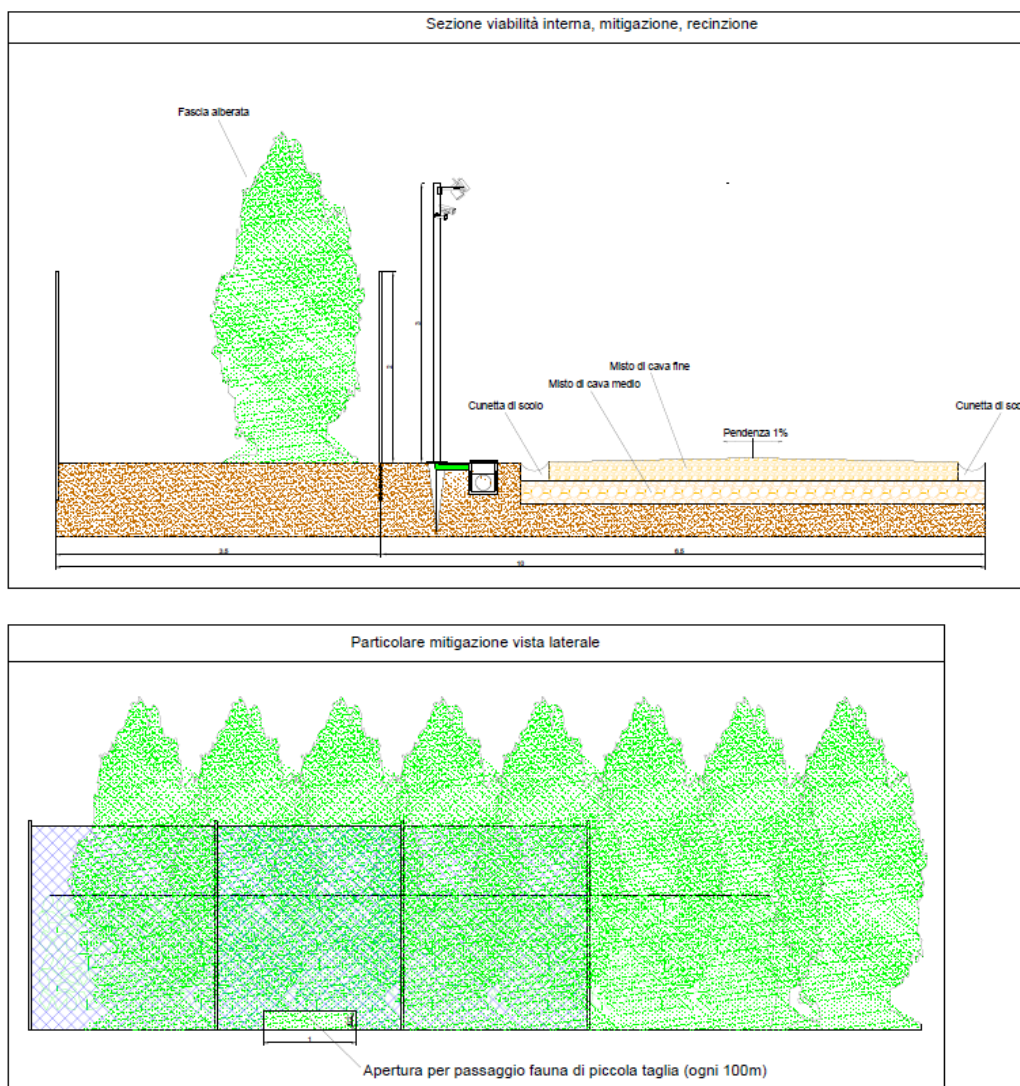 Sezione viabilità interna, mitigazione, recinzione
Fascia alberata
3
2
Misto di cava fine
Misto di cava medio
Cunetta di scolo
Cunetta di sco
Pendenza 1%
3.5
6.5
10
Particolare mitigazione vista laterale
1
Apertura per passaggio fauna di piccola taglia (ogni 100m)